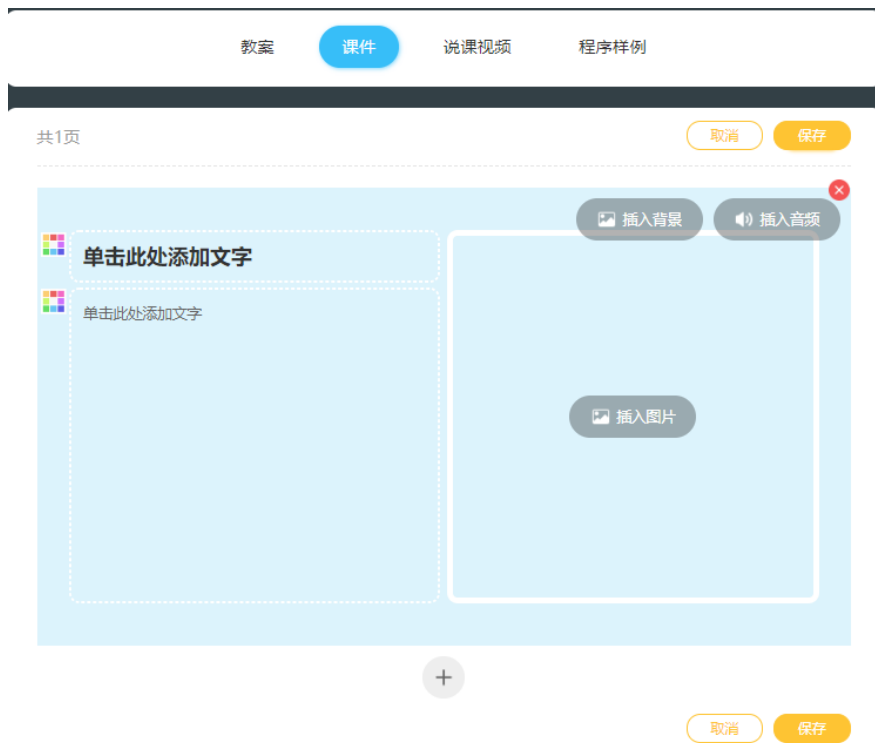 教案 课件 说课视频 程序样例
共1页 取消 保存
插入背景 插入音频
单击此处添加文字
单击此处添加文字
插入图片
取消 保存